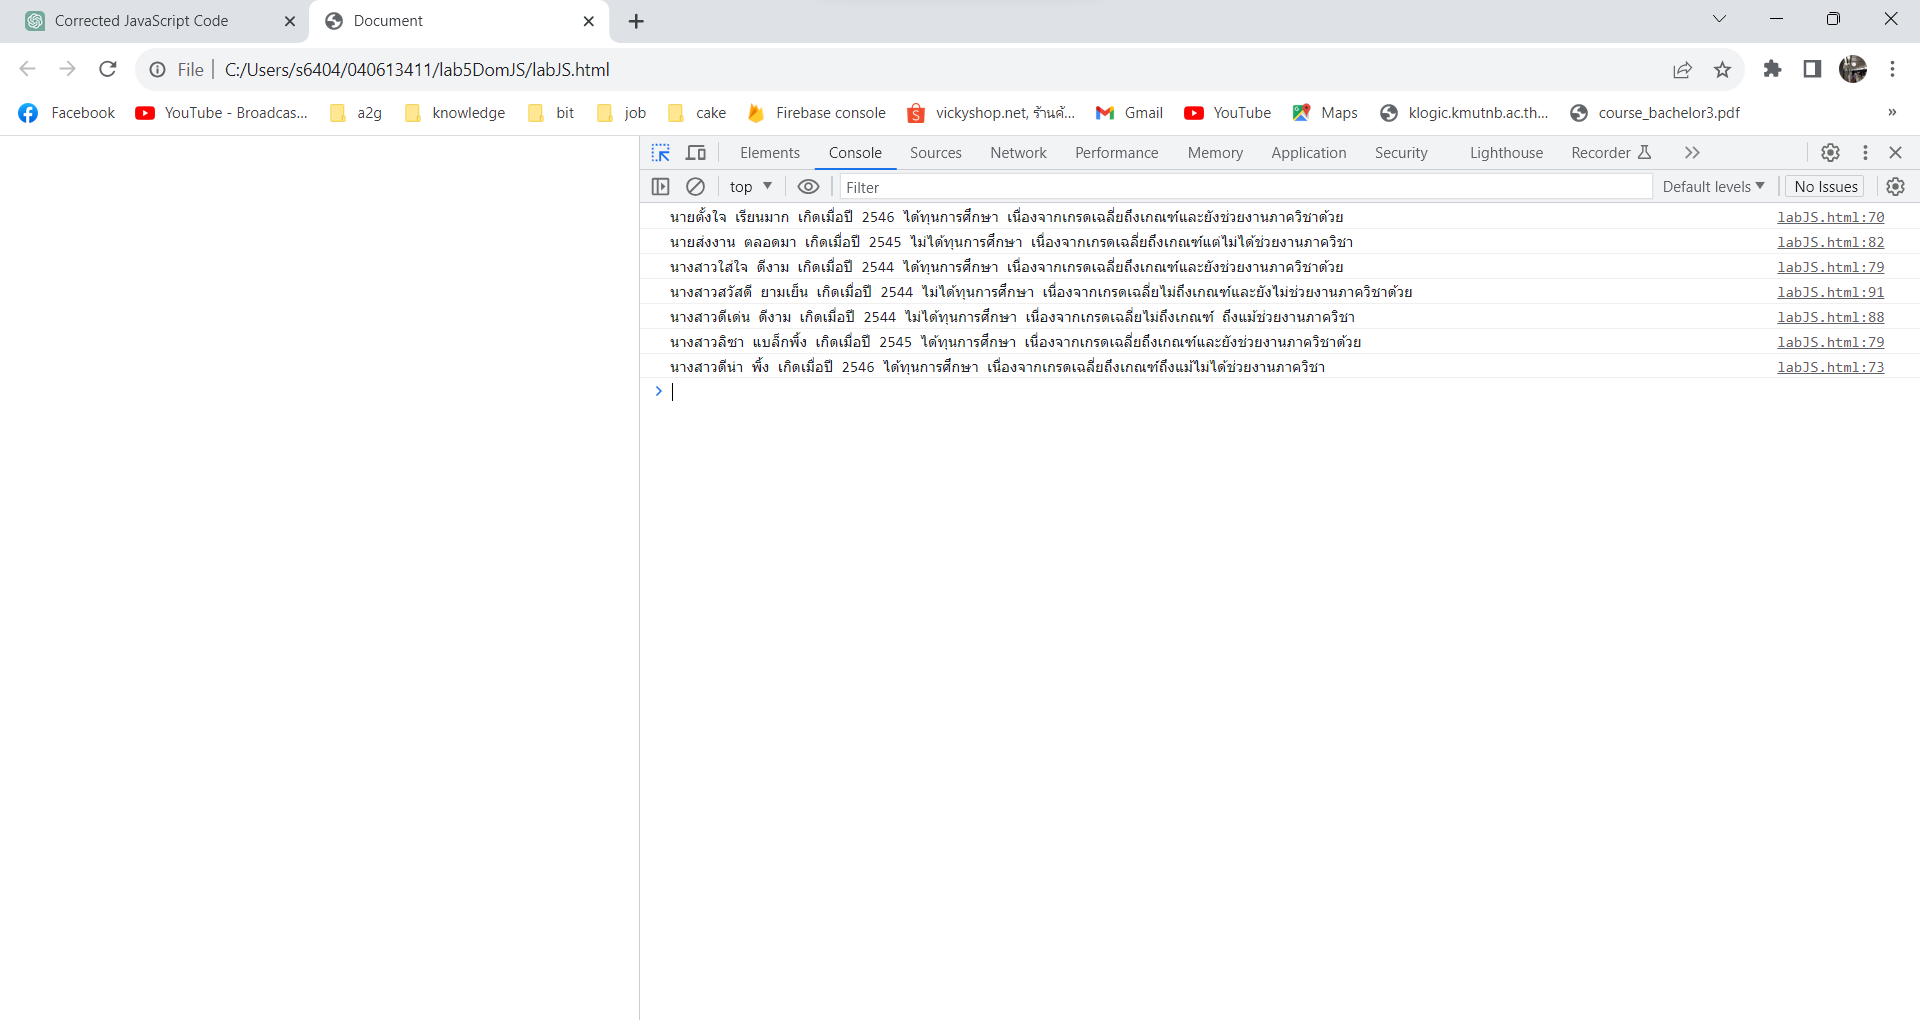 Corrected JavaScript Code
Document
File
C:/Users/s6404/040613411/lab5DomJS/labJS.html
Facebook
YouTube - Broadcas...
a2g
knowledge
bit
job
cake
Firebase console
vickyshop.net, ร้านค้...
Gmail
YouTube
Maps
klogic.kmutnb.ac.th...
course_bachelor3.pdf
»
Elements Console Sources Network Performance Memory Application Security Lighthouse Recorder
top
Filter
Default levels
No Issues
นายตั้งใจ เรียนมาก เกิดเมื่อปี 2546 ได้ทุนการศึกษา เนื่องจากเกรดเฉลี่ยถึงเกณฑ์และยังช่วยงานภาควิชาด้วย labJS.html:70
นายส่งงาน ตลอดมา เกิดเมื่อปี 2545 ไม่ได้ทุนการศึกษา เนื่องจากเกรดเฉลี่ยถึงเกณฑ์แต่ไม่ได้ช่วยงานภาควิชา labJS.html:82
นางสาวใส่ใจ ดีงาม เกิดเมื่อปี 2544 ได้ทุนการศึกษา เนื่องจากเกรดเฉลี่ยถึงเกณฑ์และยังช่วยงานภาควิชาด้วย labJS.html:79
นางสาวสวัสดี ยามเย็น เกิดเมื่อปี 2544 ไม่ได้ทุนการศึกษา เนื่องจากเกรดเฉลี่ยไม่ถึงเกณฑ์และยังไม่ช่วยงานภาควิชาด้วย labJS.html:91
นางสาวดีเด่น ดีงาม เกิดเมื่อปี 2544 ไม่ได้ทุนการศึกษา เนื่องจากเกรดเฉลี่ยไม่ถึงเกณฑ์ ถึงแม้ช่วยงานภาควิชา labJS.html:88
นางสาวลิซา แบล็กพิ้ง เกิดเมื่อปี 2545 ได้ทุนการศึกษา เนื่องจากเกรดเฉลี่ยถึงเกณฑ์และยังช่วยงานภาควิชาด้วย labJS.html:79
นางสาวดีน่า พิ้ง เกิดเมื่อปี 2546 ได้ทุนการศึกษา เนื่องจากเกรดเฉลี่ยถึงเกณฑ์ถึงแม้ไม่ได้ช่วยงานภาควิชา labJS.html:73